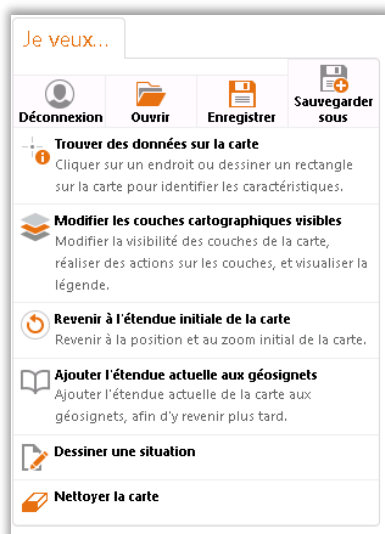 Je veux...
Déconnexion
Ouvrir
Enregistrer
Sauvegarder
sous
Trouver des données sur la carte
Cliquer sur un endroit ou dessiner un rectangle
sur la carte pour identifier les caractéristiques.
Modifier les couches cartographiques visibles
Modifier la visibilité des couches de la carte,
réaliser des actions sur les couches, et visualiser la
légende.
Revenir à l'étendue initiale de la carte
Revenir à la position et au zoom initial de la carte.
Ajouter l'étendue actuelle aux géosignets
Ajouter l'étendue actuelle de la carte aux
géosignets, afin d'y revenir plus tard.
Dessiner une situation
Nettoyer la carte